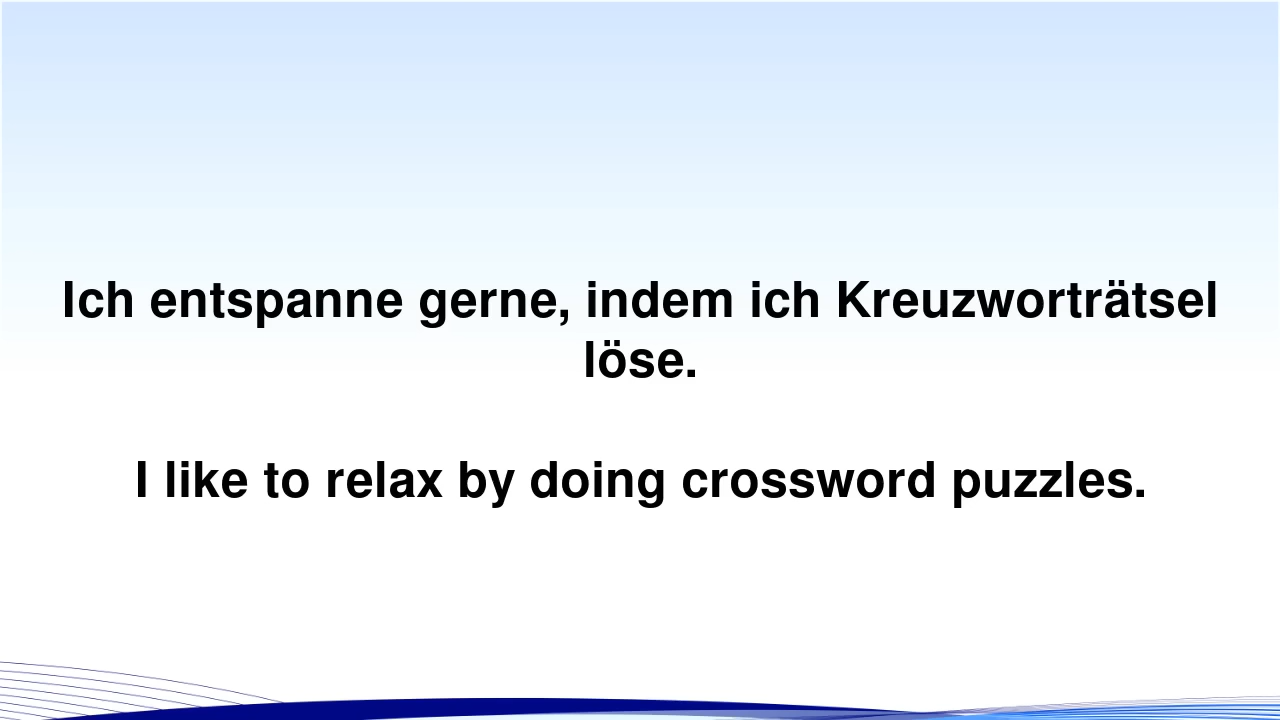 Ich entspanne gerne, indem ich Kreuzworträtsel
löse.
I like to relax by doing crossword puzzles.